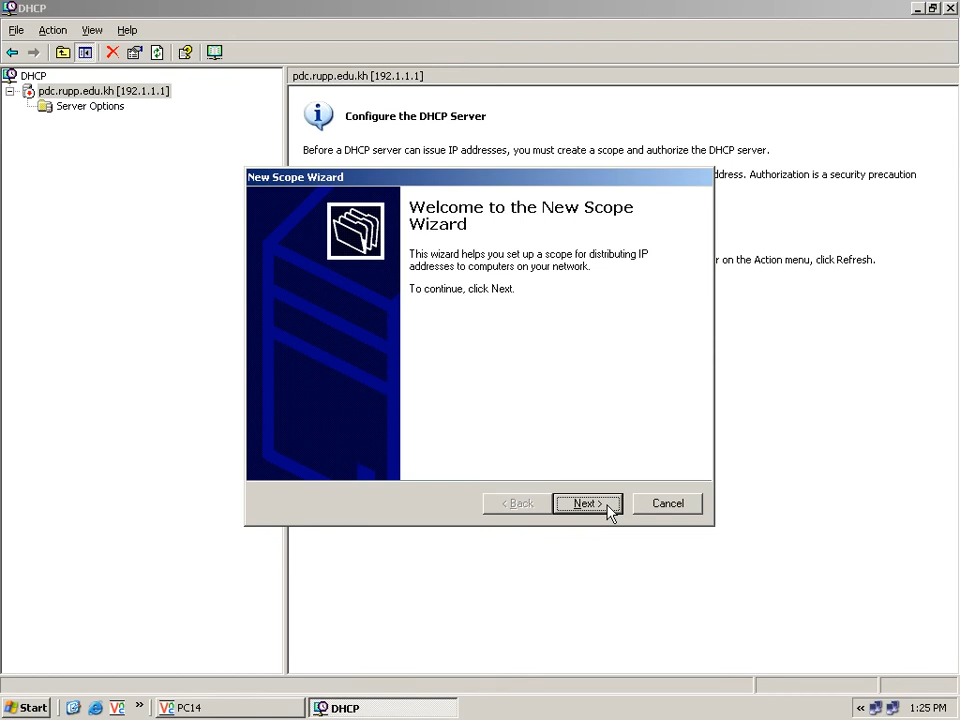 DHCP
File Action View Help
DHCP
pdc.rupp.edu.kh [192.1.1.1]
Server Options
pdc.rupp.edu.kh [192.1.1.1]
Configure the DHCP Server
Before a DHCP server can issue IP addresses, you must create a scope and authorize the DHCP server.
ddress. Authorization is a security precaution
r on the Action menu, click Refresh.
New Scope Wizard
Welcome to the New Scope
Wizard
This wizard helps you set up a scope for distributing IP
addresses to computers on your network.
To continue, click Next.
< Back Next > Cancel
Start V2 » V2 PC14 DHCP « 1:25 PM